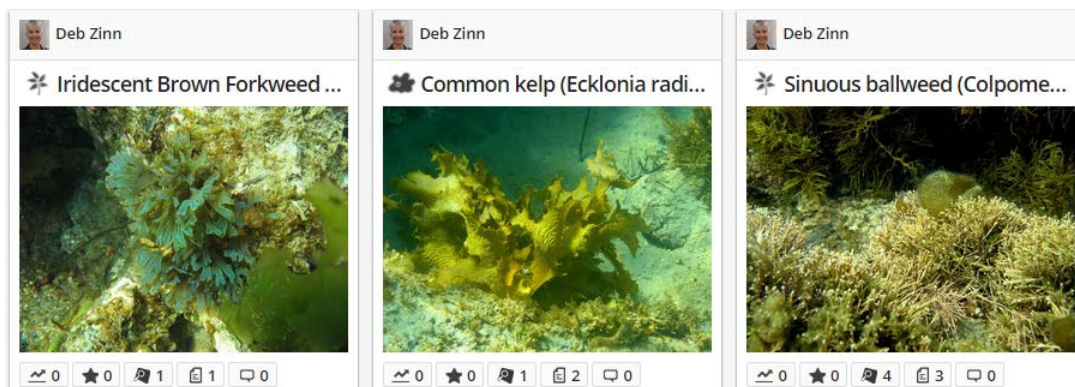 Deb Zinn
Deb Zinn
Deb Zinn
Iridescent Brown Forkweed ...
Common kelp (Ecklonia radi...
Sinuous ballweed (Colpome...
0 0 1 1 0
0 0 1 2 0
0 0 4 3 0